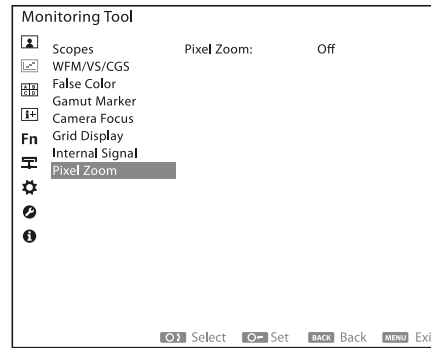 Monitoring Tool
Scopes Pixel Zoom: Off
WFM/VS/CGS
False Color
Gamut Marker
Camera Focus
Fn Grid Display
Internal Signal
Pixel Zoom
Select Set BACK Back MENU Exi